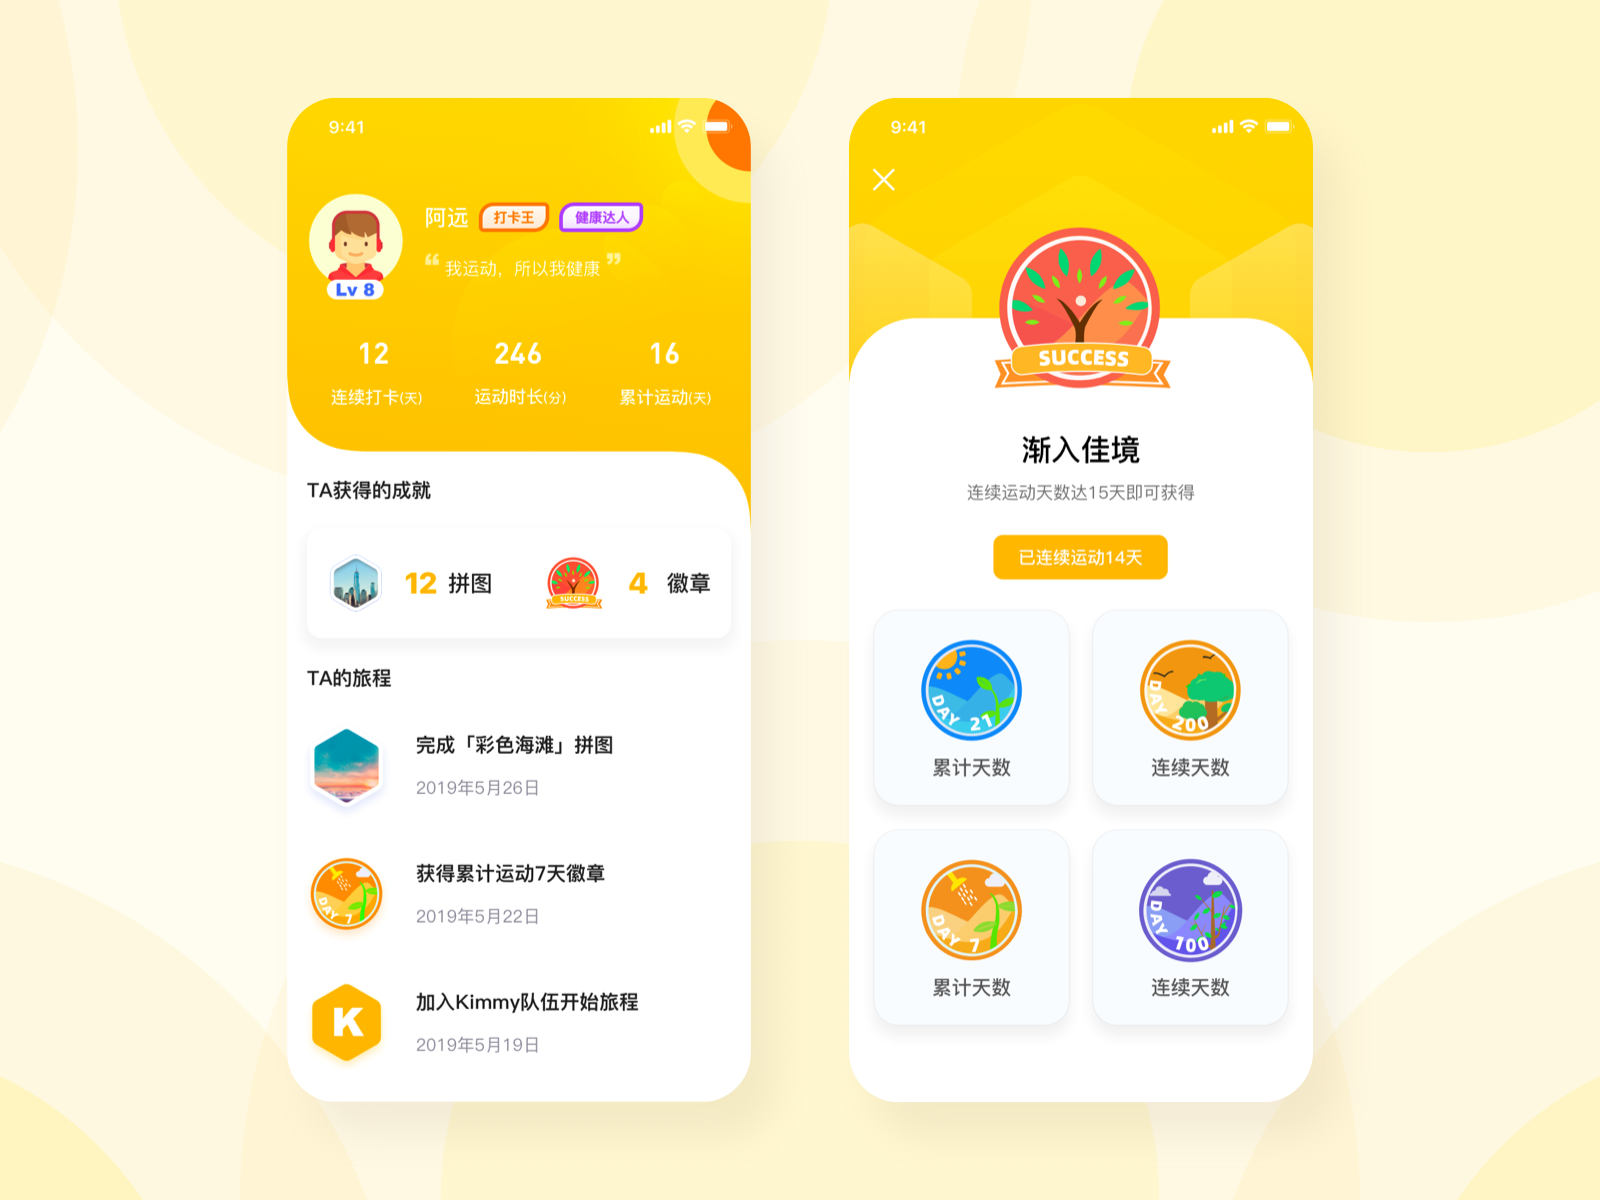 9:41
阿远
打卡王
健康达人
“ 我运动，所以我健康 ”
Lv 8
12
246
16
连续打卡(天)
运动时长(分)
累计运动(天)
TA获得的成就
12 拼图
SUCCESS
4 徽章
TA的旅程
完成「彩色海滩」拼图
2019年5月26日
DAY 7
获得累计运动7天徽章
2019年5月22日
K
加入Kimmy队伍开始旅程
2019年5月19日
9:41
SUCCESS
渐入佳境
连续运动天数达15天即可获得
已连续运动14天
DAY 21
累计天数
DAY 200
连续天数
DAY 7
累计天数
DAY 100
连续天数